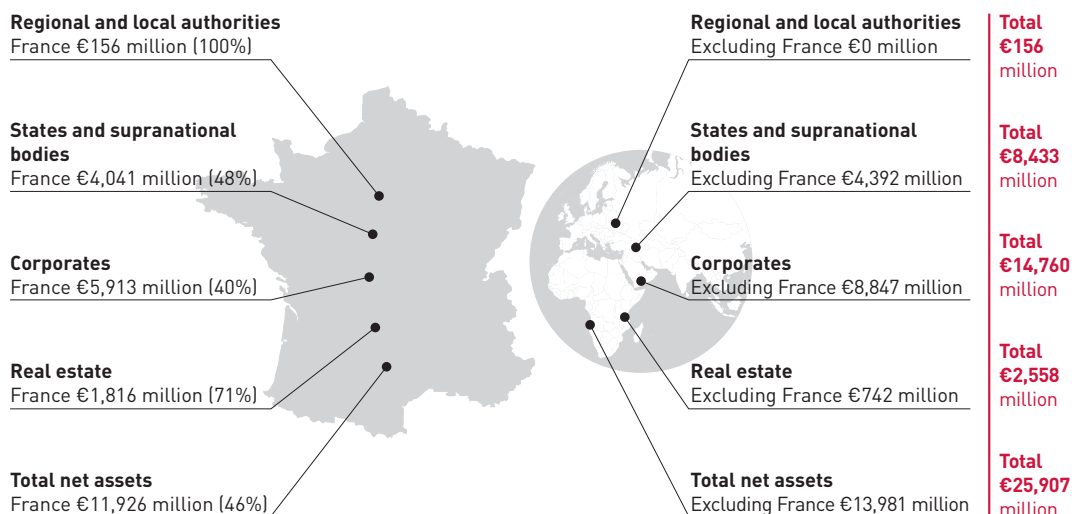 Regional and local authorities
France €156 million (100%)
Regional and local authorities
Excluding France €0 million
Total
€156
million
States and supranational
bodies
France €4,041 million (48%)
States and supranational
bodies
Excluding France €4,392 million
Total
€8,433
million
Corporates
France €5,913 million (40%)
Corporates
Excluding France €8,847 million
Total
€14,760
million
Real estate
France €1,816 million (71%)
Real estate
Excluding France €742 million
Total
€2,558
million
Total net assets
France €11,926 million (46%)
Total net assets
Excluding France €13,981 million
Total
€25,907
million